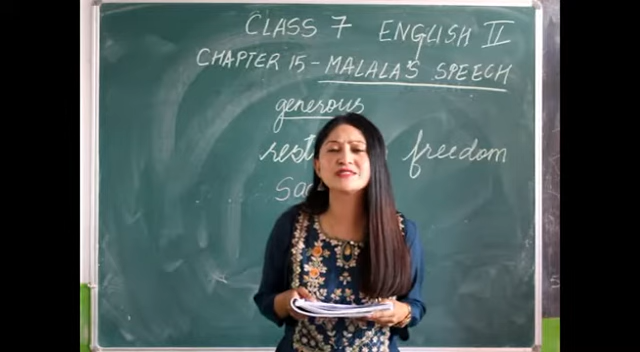 CLASS 7 ENGLISH II
CHAPTER 15 - MALALA'S SPEECH
generous
freedom